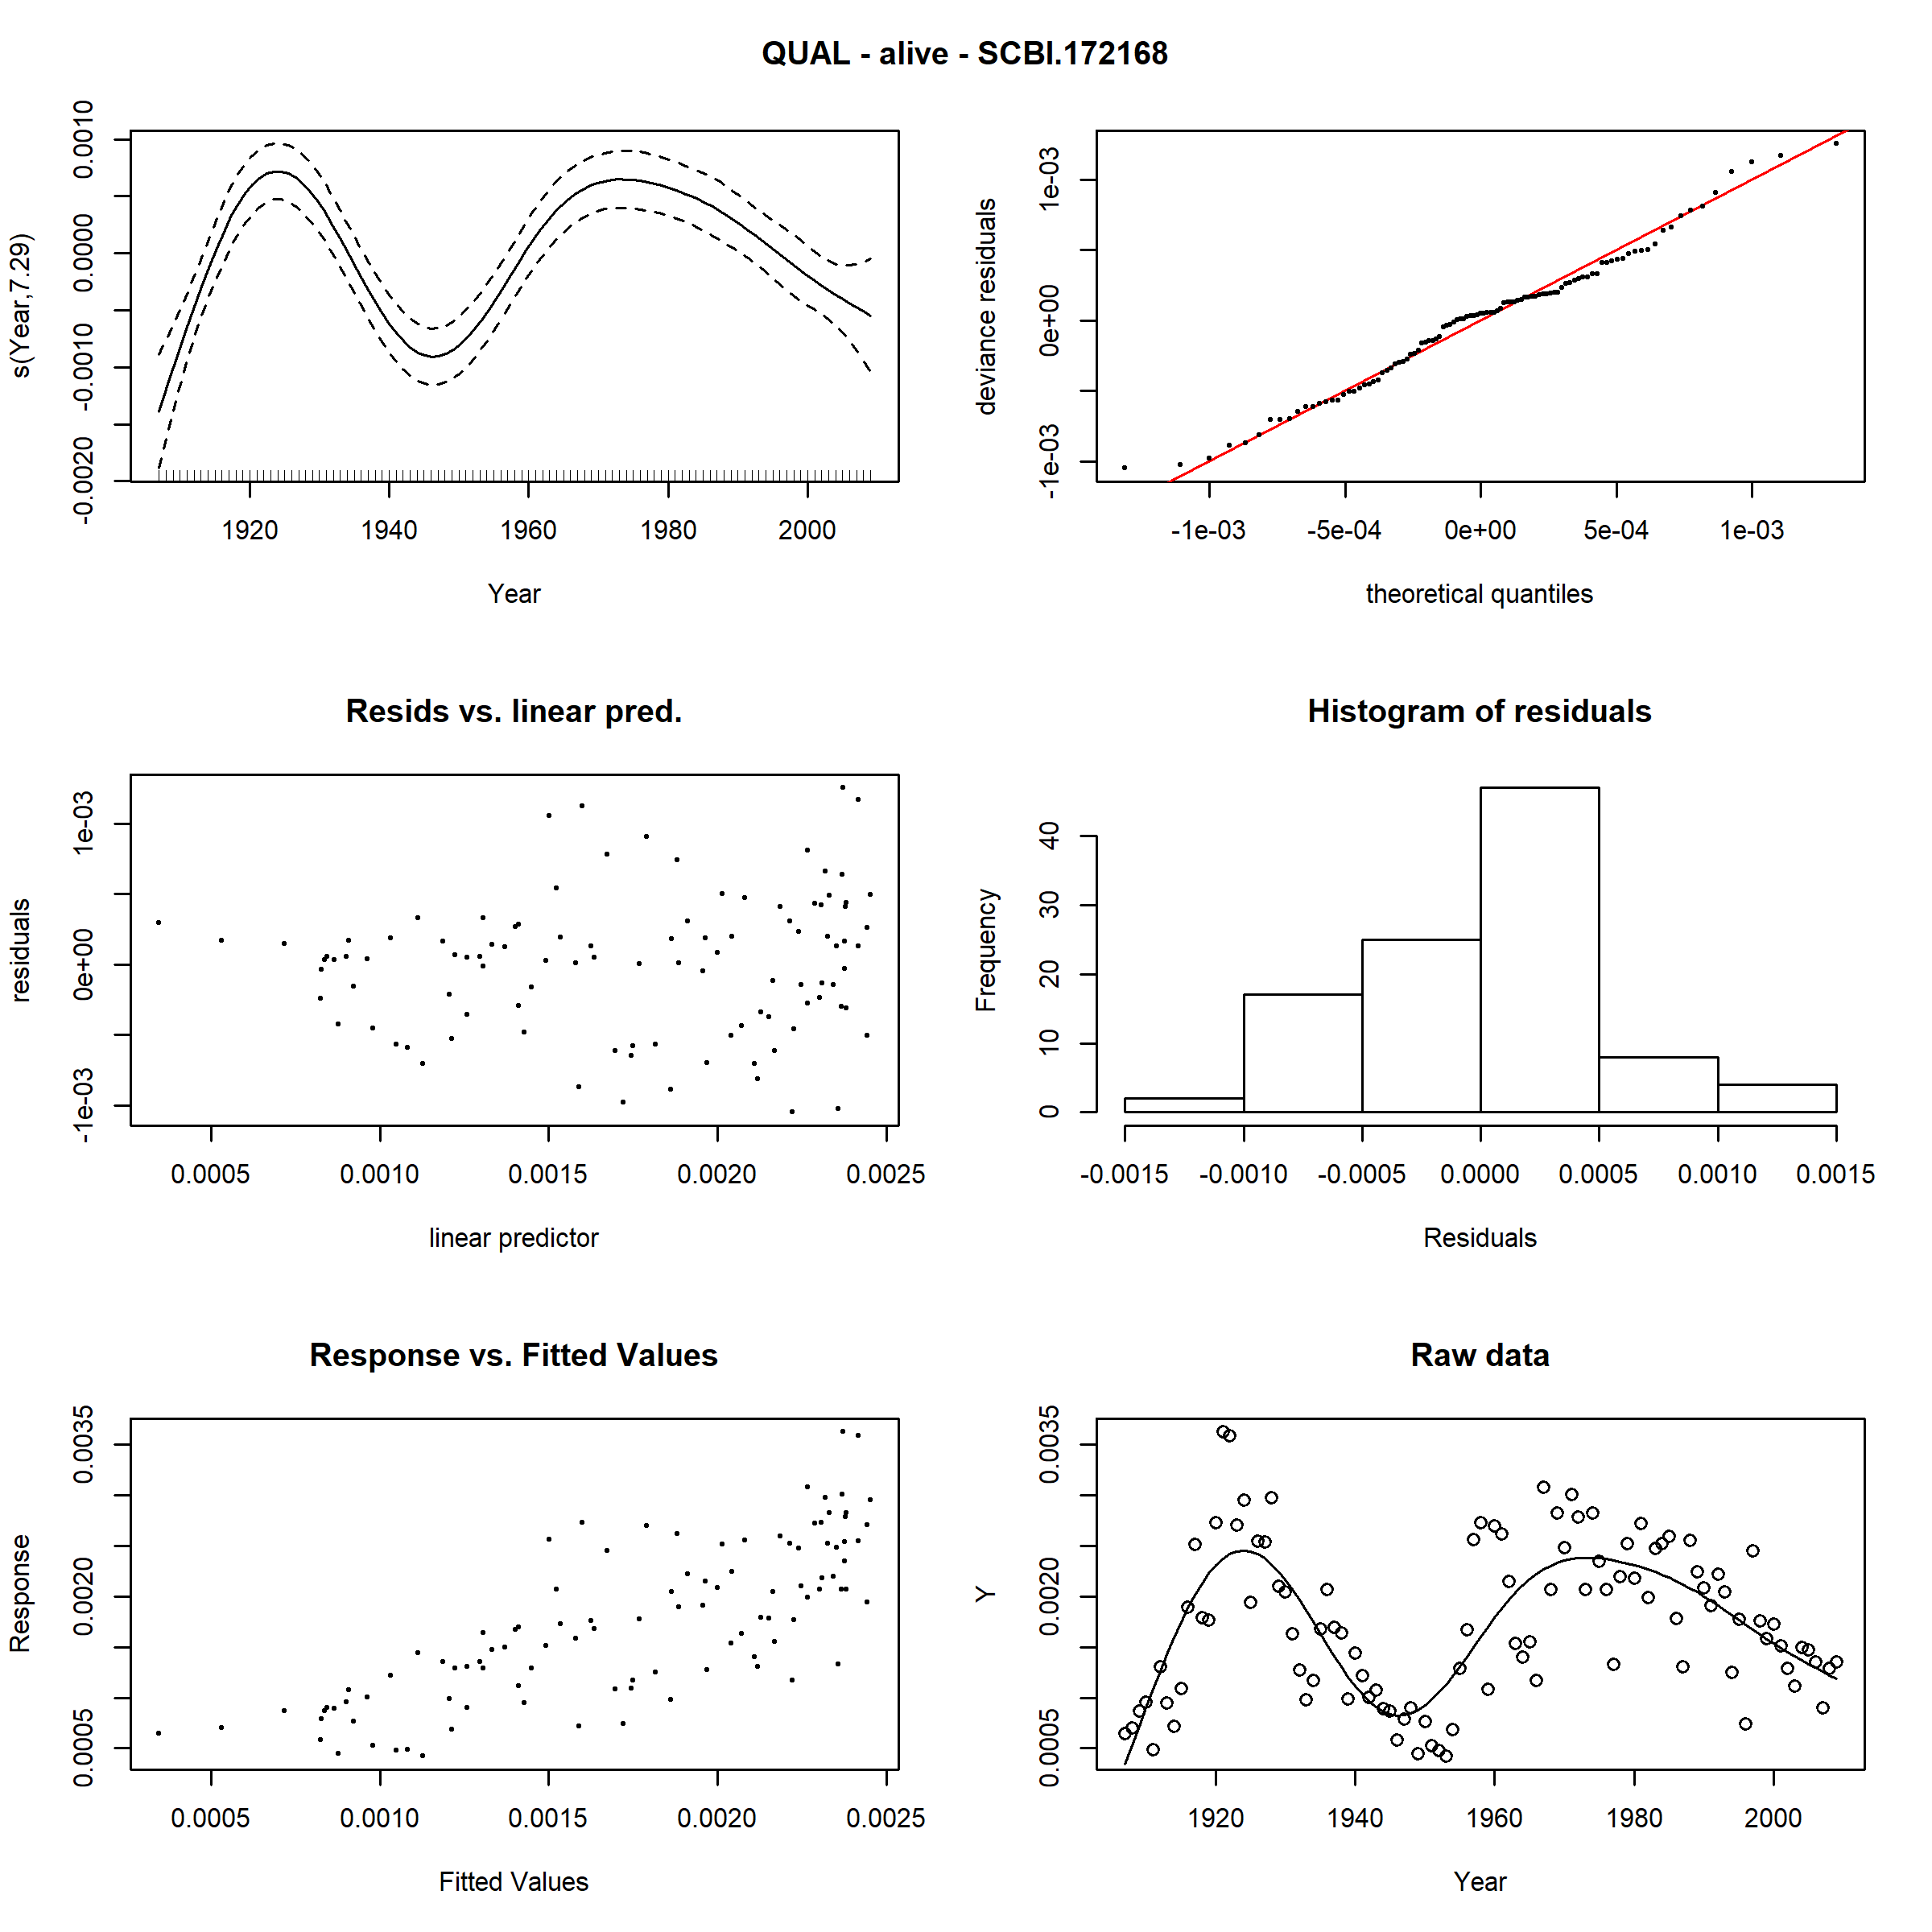 QUAL - alive - SCBI.172168
s(Year,7.29)
0.0010
0.0000
-0.0010
-0.0020
1920 1940 1960 1980 2000
Year
deviance residuals
1e-03
0e+00
-1e-03
-1e-03 -5e-04 0e+00 5e-04 1e-03
theoretical quantiles
Resids vs. linear pred.
residuals
1e-03
0e+00
-1e-03
0.0005 0.0010 0.0015 0.0020 0.0025
linear predictor
Histogram of residuals
Frequency
40
30
20
10
0
-0.0015 -0.0010 -0.0005 0.0000 0.0005 0.0010 0.0015
Residuals
Response vs. Fitted Values
Response
0.0035
0.0020
0.0005
0.0005 0.0010 0.0015 0.0020 0.0025
Fitted Values
Raw data
Y
0.0035
0.0020
0.0005
1920 1940 1960 1980 2000
Year